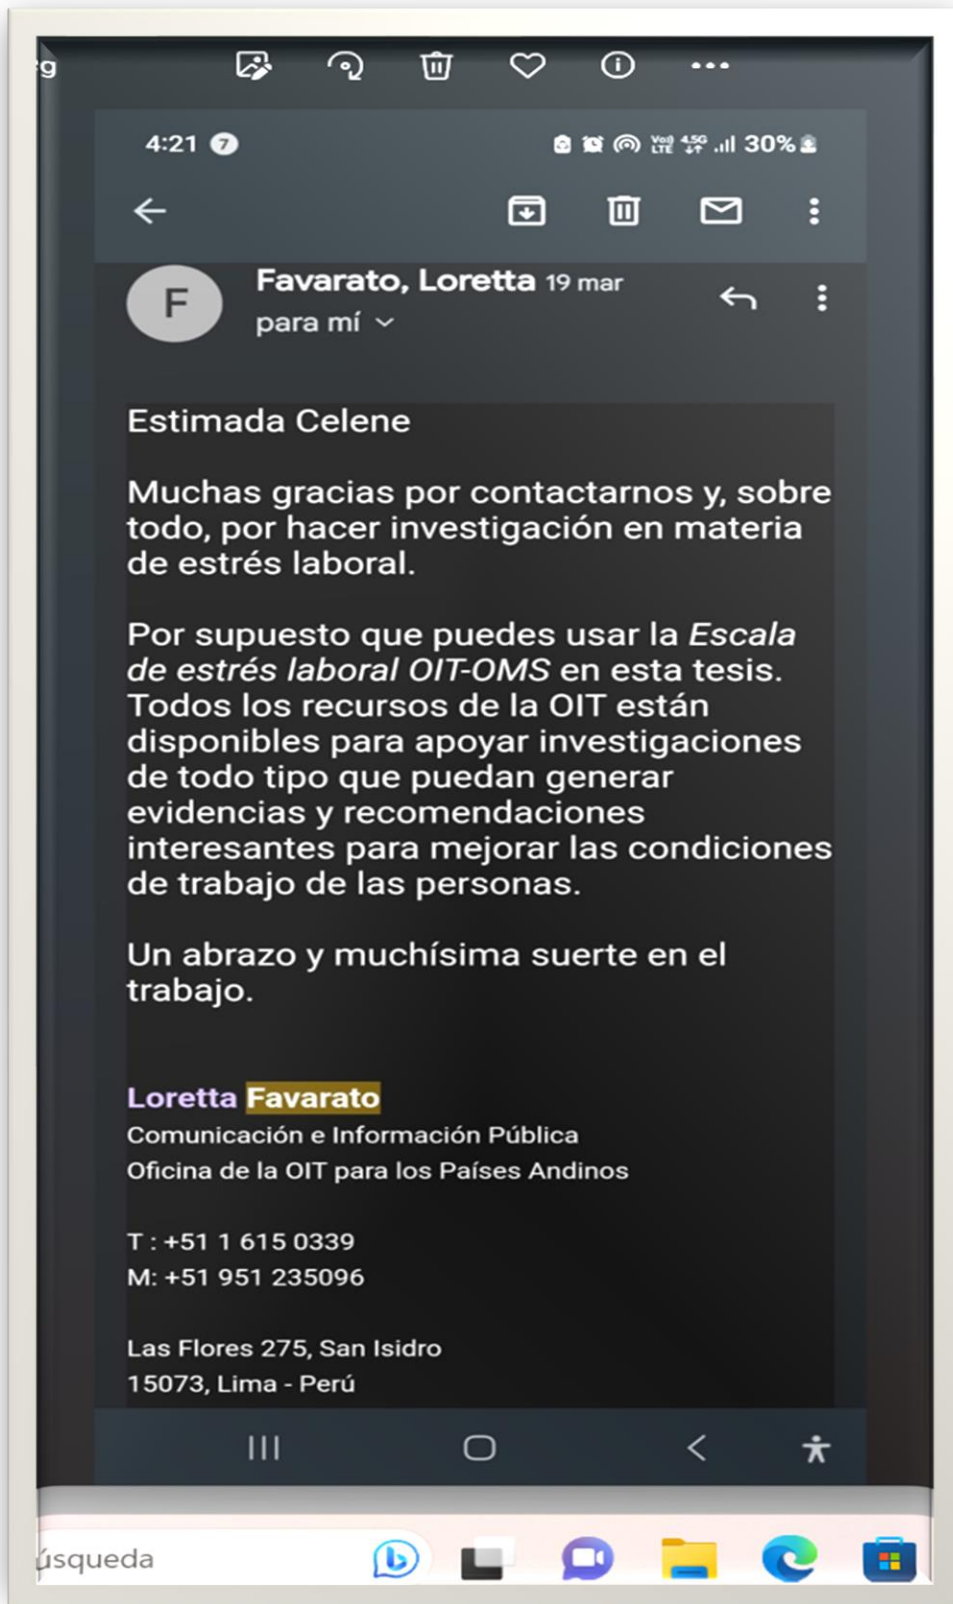 4:21 7 Vo)) LTE 4.5G 30%
F
Favarato, Loretta 19 mar
para mí
Estimada Celene
Muchas gracias por contactarnos y, sobre
todo, por hacer investigación en materia
de estrés laboral.
Por supuesto que puedes usar la Escala
de estrés laboral OIT-OMS en esta tesis.
Todos los recursos de la OIT están
disponibles para apoyar investigaciones
de todo tipo que puedan generar
evidencias y recomendaciones
interesantes para mejorar las condiciones
de trabajo de las personas.
Un abrazo y muchísima suerte en el
trabajo.
Loretta Favarato
Comunicación e Información Pública
Oficina de la OIT para los Países Andinos
T : +51 1 615 0339
M: +51 951 235096
Las Flores 275, San Isidro
15073, Lima - Perú
úsqueda